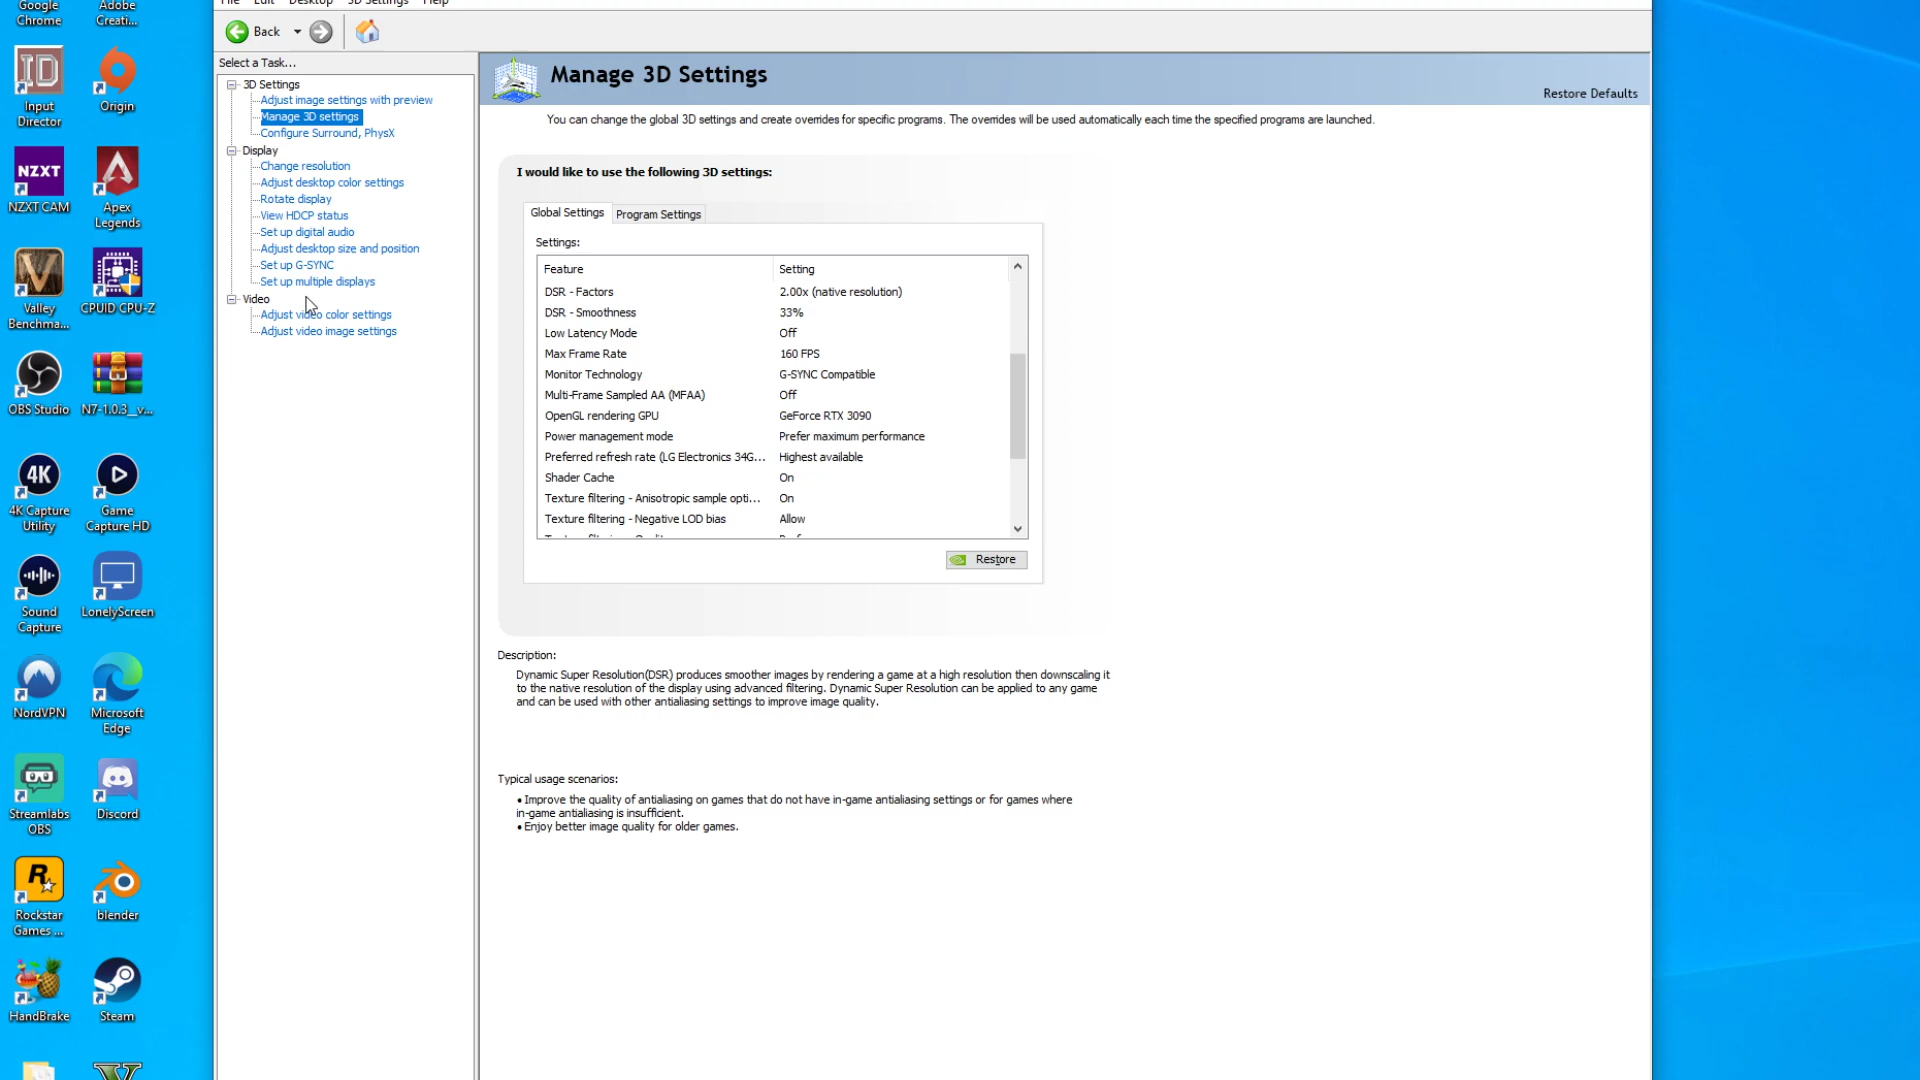 File Edit Desktop 3D Settings Help
Google
Chrome
Adobe
Creati...
Back
Input
Director
Origin
NZXT
NZXT CAM
Apex
Legends
Valley
Benchma...
CPUID CPU-Z
OBS Studio
N7-1.0.3_v...
4K
4K Capture
Utility
Game
Capture HD
Sound
Capture
LonelyScreen
NordVPN
Microsoft
Edge
Streamlabs
OBS
Discord
Rockstar
Games ...
blender
HandBrake
Steam
Select a Task...
3D Settings
Adjust image settings with preview
Manage 3D settings
Configure Surround, PhysX
Display
Change resolution
Adjust desktop color settings
Rotate display
View HDCP status
Set up digital audio
Adjust desktop size and position
Set up G-SYNC
Set up multiple displays
Video
Adjust video color settings
Adjust video image settings
Manage 3D Settings
Restore Defaults
You can change the global 3D settings and create overrides for specific programs. The overrides will be used automatically each time the specified programs are launched.
I would like to use the following 3D settings:
Global Settings Program Settings
Settings:
Feature Setting
DSR - Factors 2.00x (native resolution)
DSR - Smoothness 33%
Low Latency Mode Off
Max Frame Rate 160 FPS
Monitor Technology G-SYNC Compatible
Multi-Frame Sampled AA (MFAA) Off
OpenGL rendering GPU GeForce RTX 3090
Power management mode Prefer maximum performance
Preferred refresh rate (LG Electronics 34G... Highest available
Shader Cache On
Texture filtering - Anisotropic sample opti... On
Texture filtering - Negative LOD bias Allow
Restore
Description:
Dynamic Super Resolution(DSR) produces smoother images by rendering a game at a high resolution then downscaling it
to the native resolution of the display using advanced filtering. Dynamic Super Resolution can be applied to any game
and can be used with other antialiasing settings to improve image quality.
Typical usage scenarios:
• Improve the quality of antialiasing on games that do not have in-game antialiasing settings or for games where
in-game antialiasing is insufficient.
• Enjoy better image quality for older games.